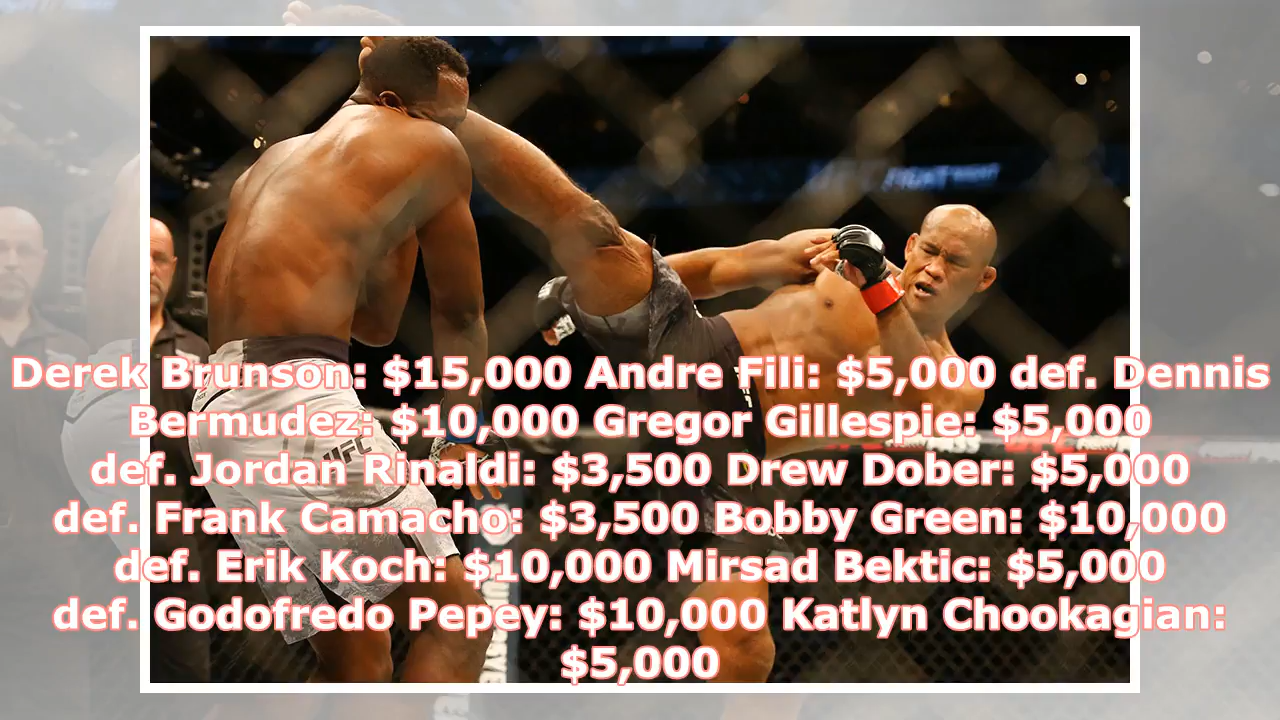 Derek Brunson: $15,000 Andre Fili: $5,000 def. Dennis
Bermudez: $10,000 Gregor Gillespie: $5,000
def. Jordan Rinaldi: $3,500 Drew Dober: $5,000
def. Frank Camacho: $3,500 Bobby Green: $10,000
def. Erik Koch: $10,000 Mirsad Bektic: $5,000
def. Godofredo Pepey: $10,000 Katlyn Chookagian:
$5,000
UFC